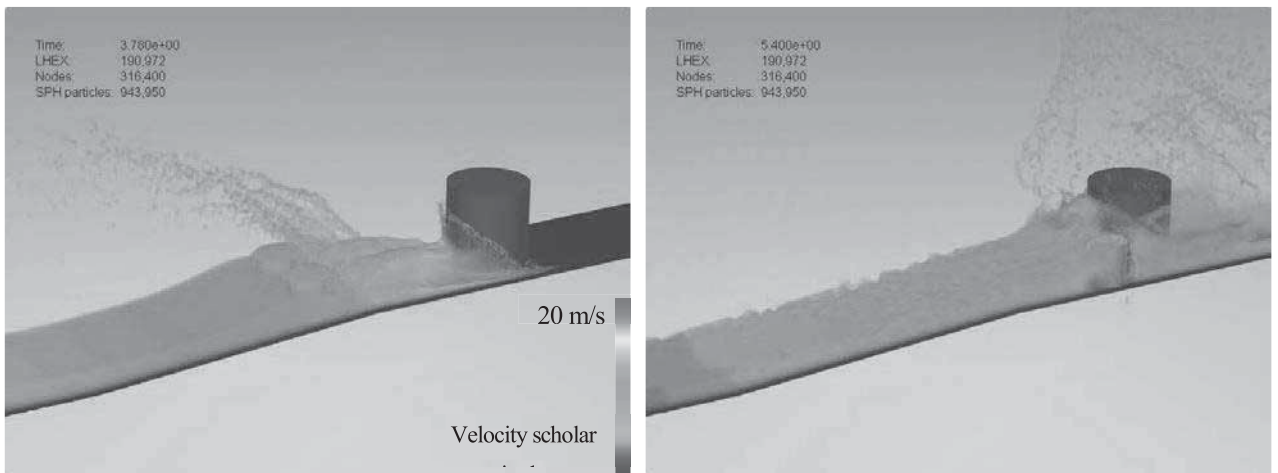 Time: 3.780e+00
LHEX: 190,972
Nodes: 316,400
SPH particles: 943,950
20 m/s
Velocity scholar
Time: 5.400e+00
LHEX: 190,972
Nodes: 316,400
SPH particles: 943,950